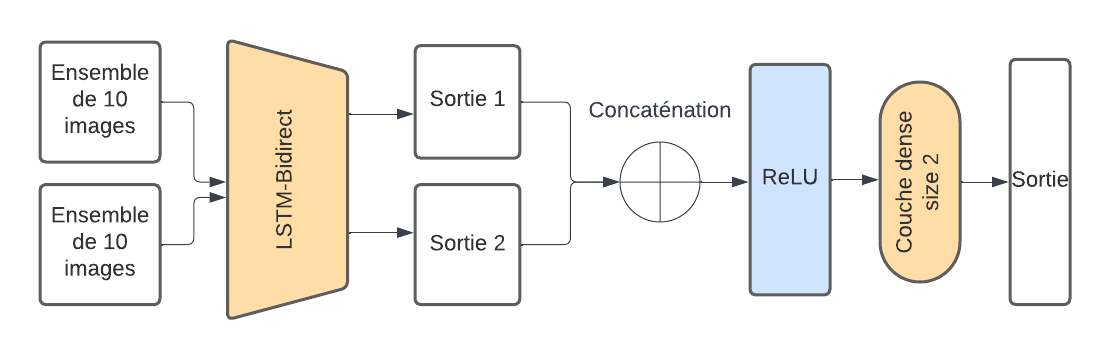 Ensemble
de 10
images
Ensemble
de 10
images
LSTM-Bidirect
Sortie 1
Sortie 2
Concaténation
ReLU
Couche dense
size 2
Sortie